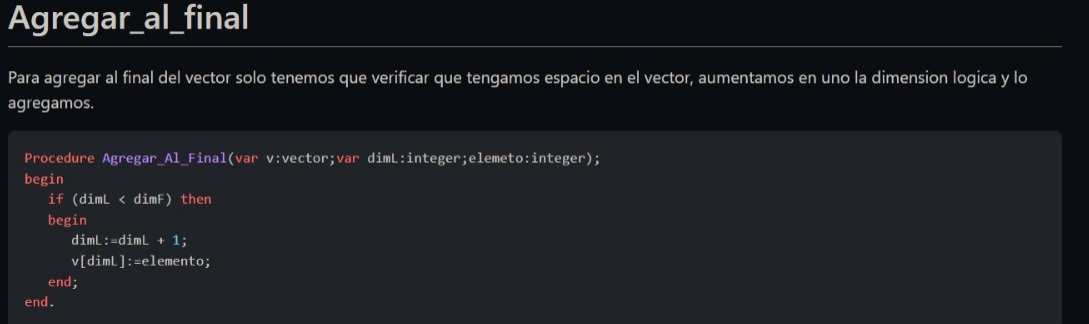 Agregar_al_final
Para agregar al final del vector solo tenemos que verificar que tengamos espacio en el vector, aumentamos en uno la dimension logica y lo
agregamos.
Procedure Agregar_Al_Final(var v:vector;var dimL:integer;elemeto:integer);
begin
if (dimL < dimF) then
begin
dimL:=dimL + 1;
v[dimL]:=elemento;
end;
end.